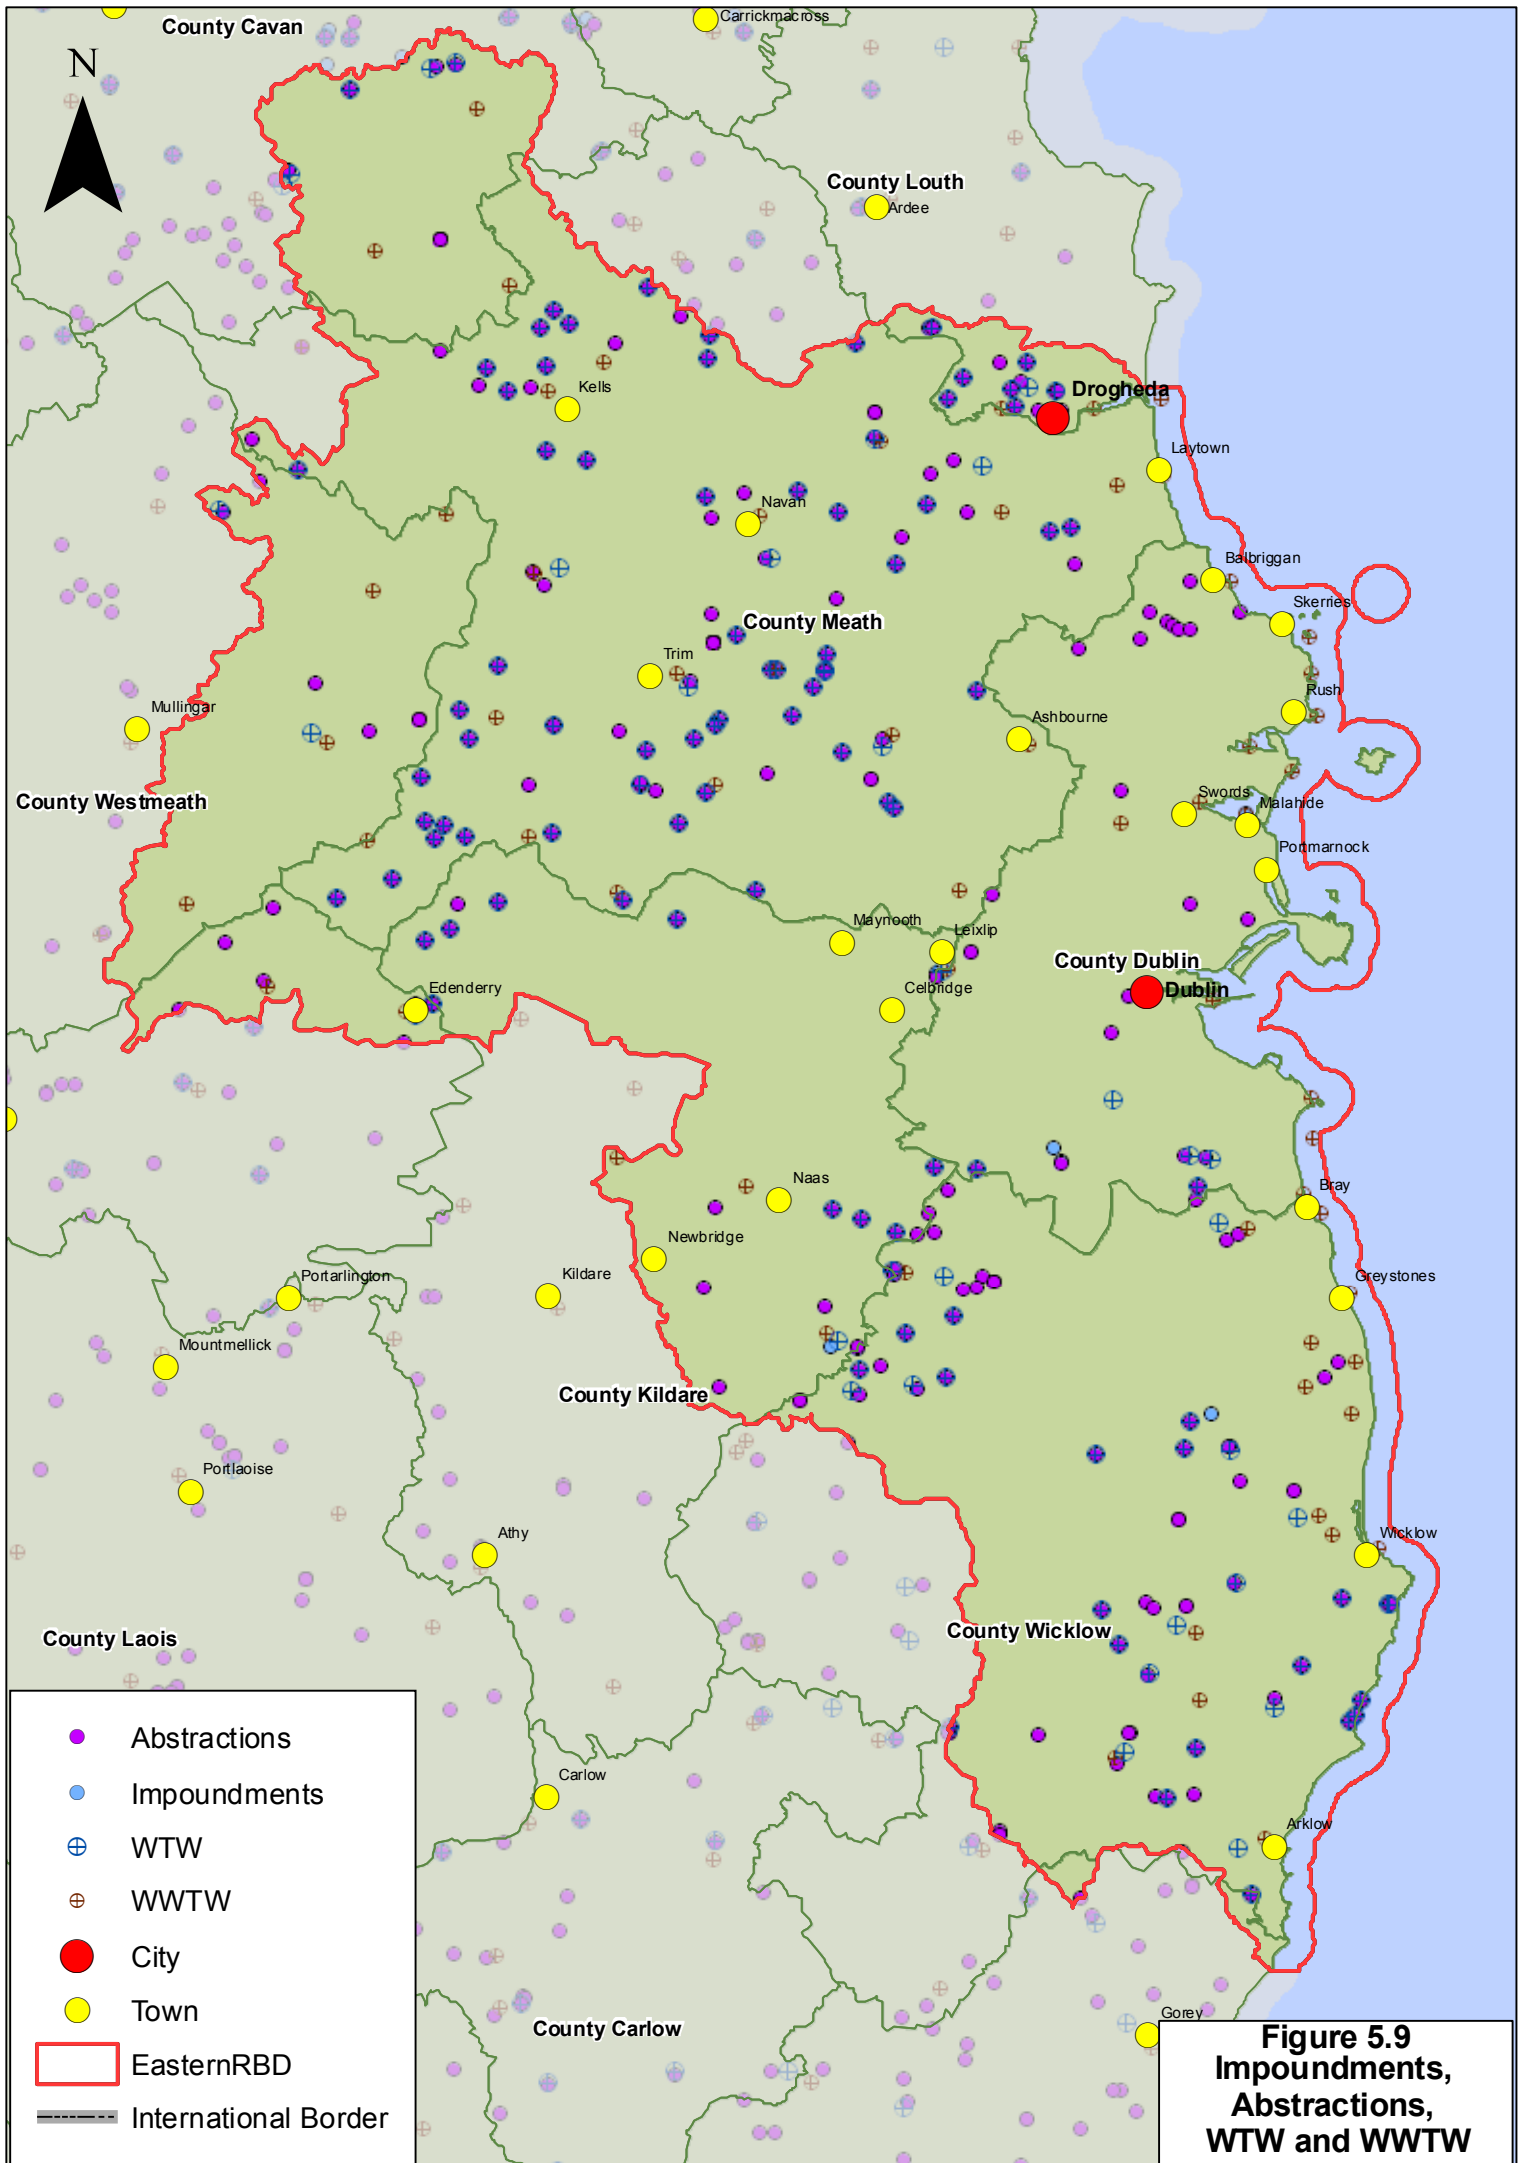 County Cavan
Carrickmacross
N
County Louth
Ardee
Drogheda
Kells
Laytown
Navan
Balbriggan
Skerries
County Meath
Trim
Rush
Mullingar
Ashbourne
County Westmeath
Swords
Malahide
Portmarnock
Maynooth
Leixlip
County Dublin
Dublin
Edenderry
Celbridge
Naas
Bray
Newbridge
Kildare
Portarlington
Greystones
Mountmellick
County Kildare
Portlaoise
Athy
Wicklow
County Laois
County Wicklow
Carlow
Arklow
Gorey
County Carlow
Abstractions
Impoundments
WTW
WWTW
City
Town
EasternRBD
International Border
Figure 5.9
Impoundments,
Abstractions,
WTW and WWTW